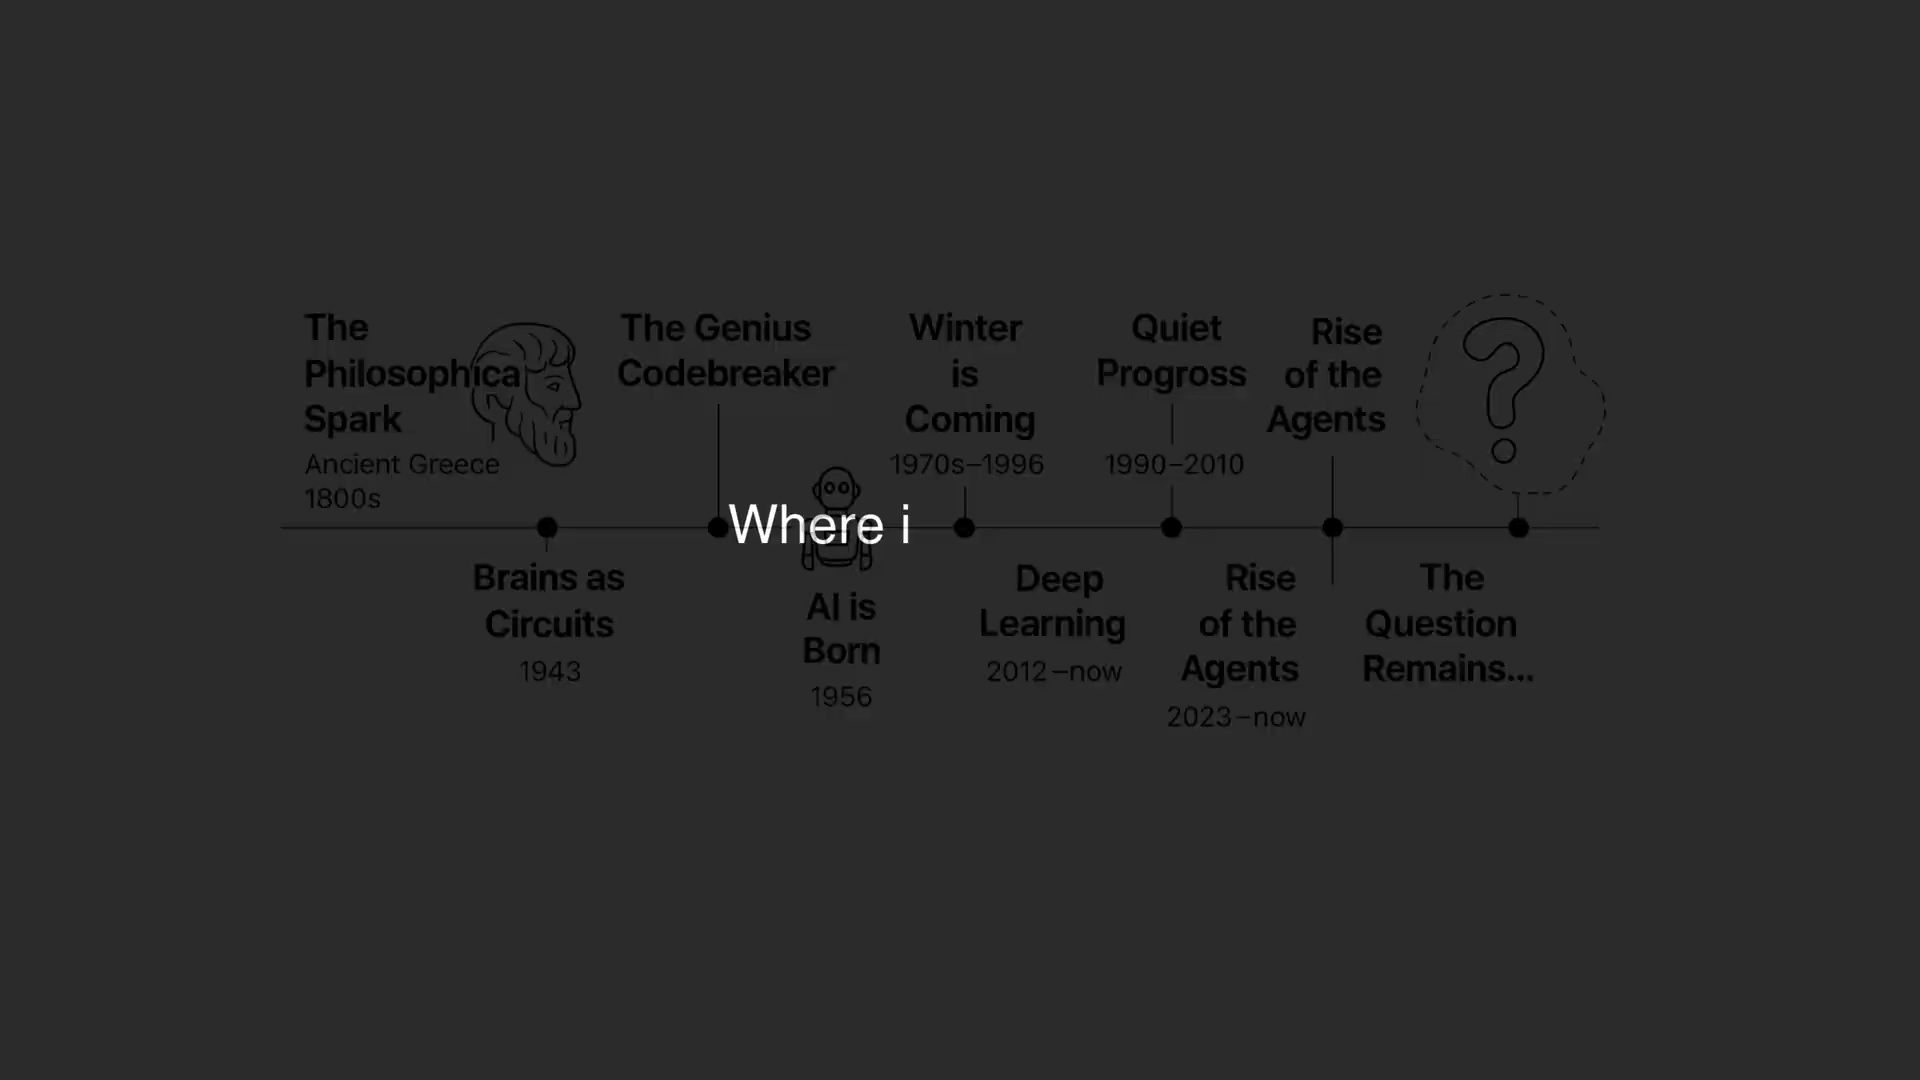 The
Philosophica
Spark
Ancient Greece
1800s
The Genius
Codebreaker
Winter
is
Coming
1970s–1996
Quiet
Progross
1990–2010
Rise
of the
Agents
Where i
Brains as
Circuits
1943
AI is
Born
1956
Deep
Learning
2012–now
Rise
of the
Agents
2023–now
The
Question
Remains...